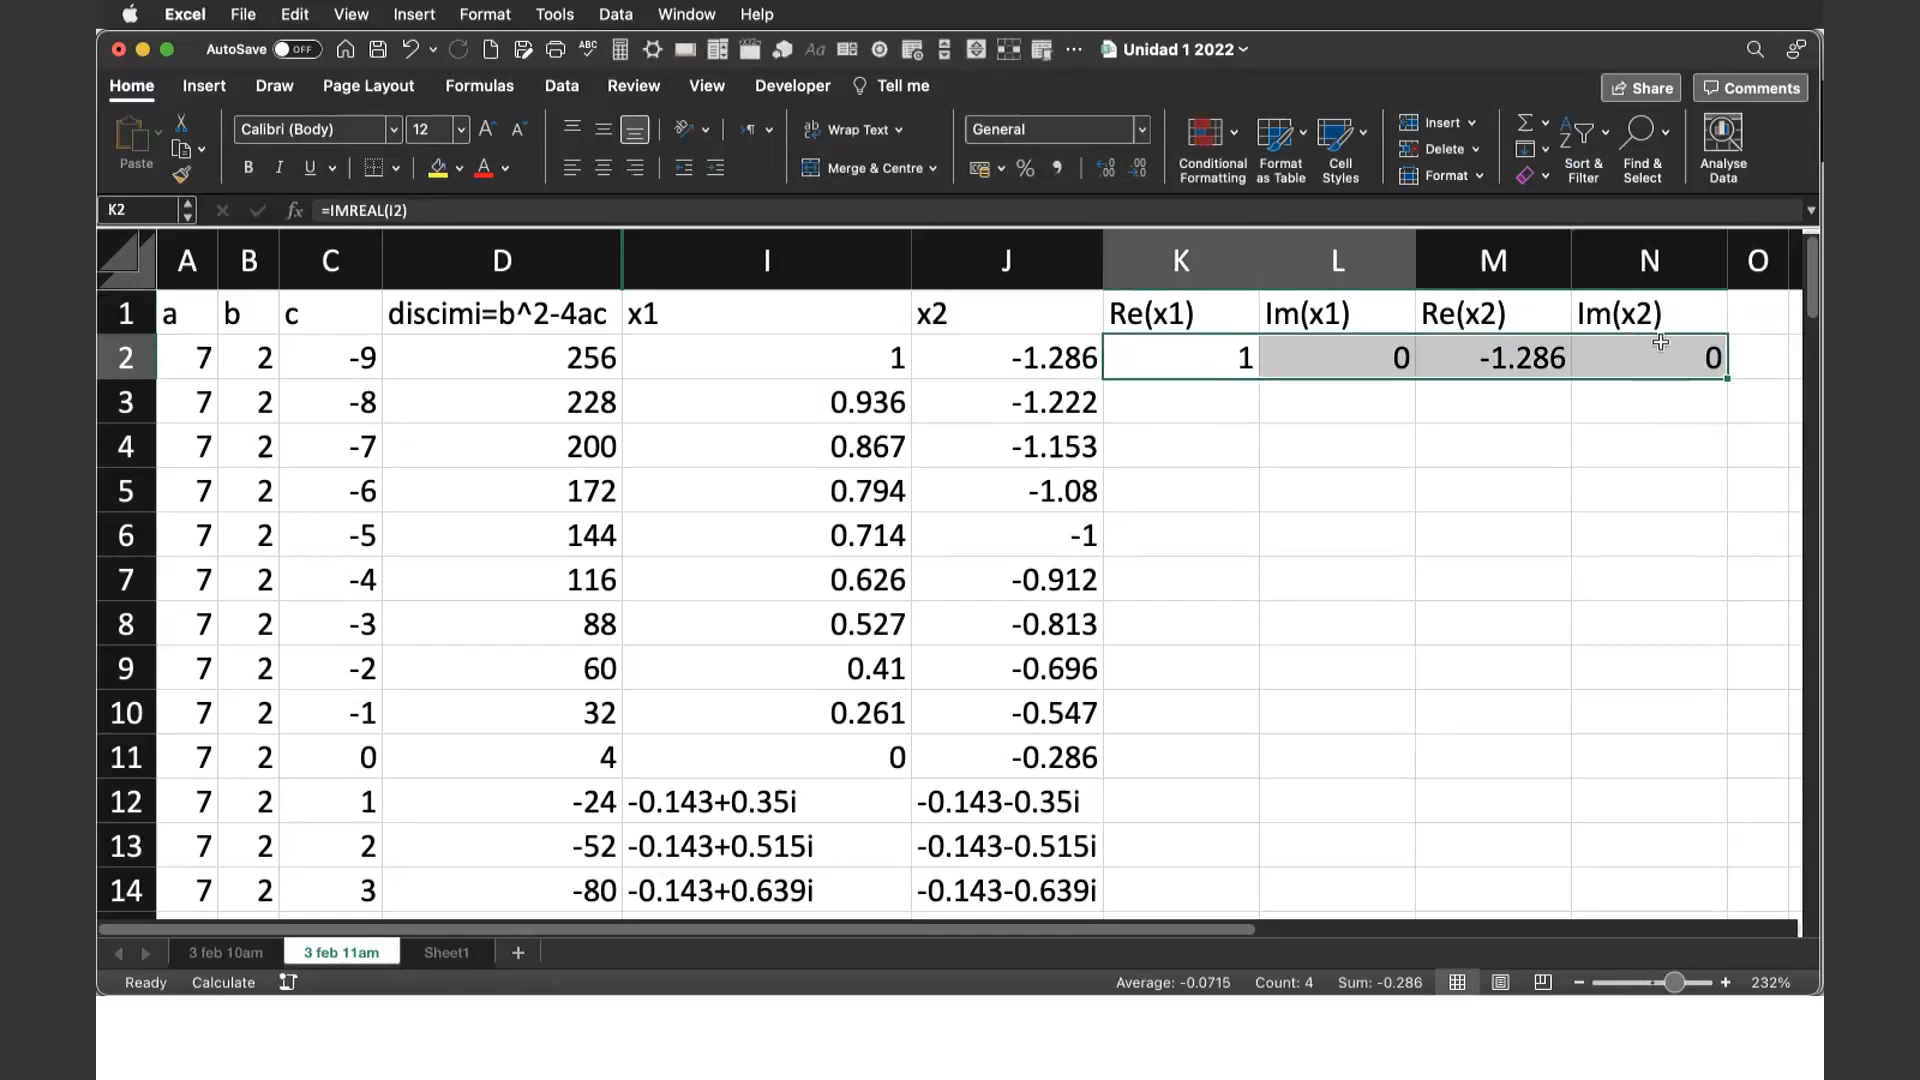 Excel File Edit View Insert Format Tools Data Window Help
AutoSave OFF ABC Aa ... Unidad 1 2022
Home Insert Draw Page Layout Formulas Data Review View Developer Tell me Share Comments
Paste Calibri (Body) 12 A A ab Wrap Text General Conditional Formatting Format as Table Cell Styles Insert Delete Format Sort & Filter Find & Select Analyse Data
B I U A Merge & Centre %
K2 fx =IMREAL(I2)
A B C D I J K L M N O
1 a b c discimi=b^2-4ac x1 x2 Re(x1) Im(x1) Re(x2) Im(x2)
2 7 2 -9 256 1 -1.286 1 0 -1.286 0
3 7 2 -8 228 0.936 -1.222
4 7 2 -7 200 0.867 -1.153
5 7 2 -6 172 0.794 -1.08
6 7 2 -5 144 0.714 -1
7 7 2 -4 116 0.626 -0.912
8 7 2 -3 88 0.527 -0.813
9 7 2 -2 60 0.41 -0.696
10 7 2 -1 32 0.261 -0.547
11 7 2 0 4 0 -0.286
12 7 2 1 -24 -0.143+0.35i -0.143-0.35i
13 7 2 2 -52 -0.143+0.515i -0.143-0.515i
14 7 2 3 -80 -0.143+0.639i -0.143-0.639i
3 feb 10am 3 feb 11am Sheet1 +
Ready Calculate Average: -0.0715 Count: 4 Sum: -0.286 232%